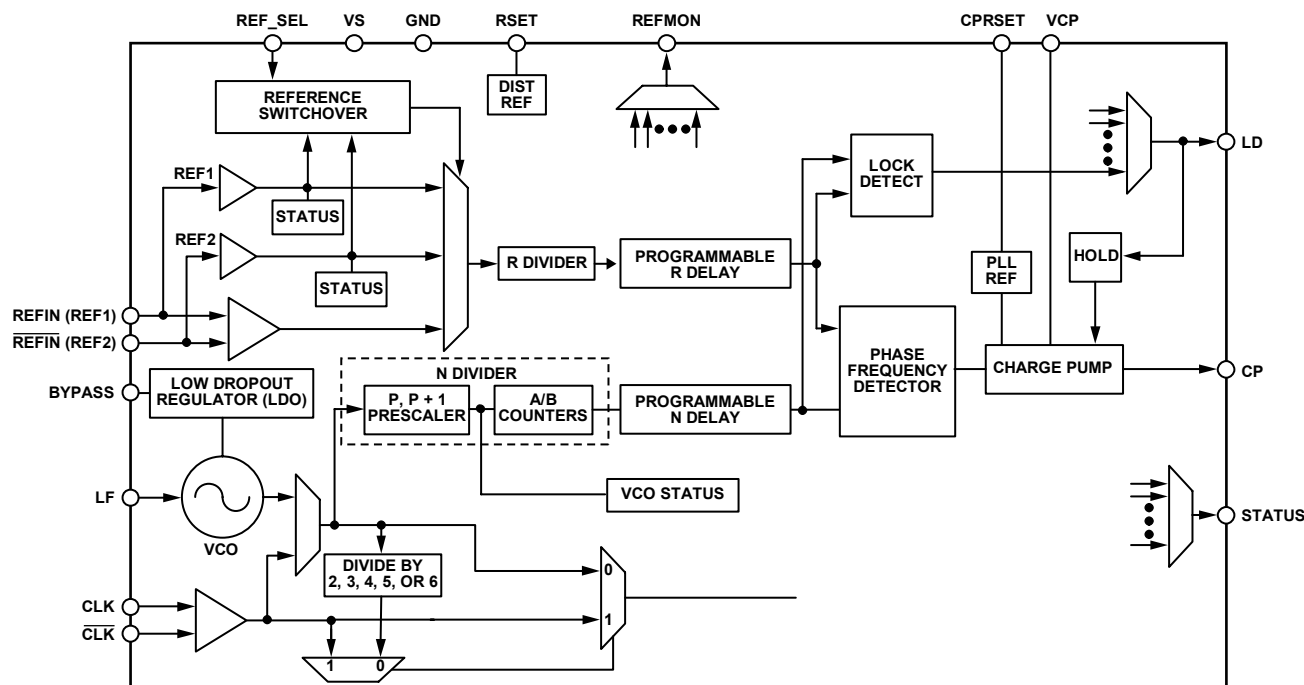 REF_SEL
VS
GND
RSET
REFMON
CPRSET
VCP
REFERENCE
SWITCHOVER
DIST
REF
LD
LOCK
DETECT
REF1
STATUS
REF2
STATUS
R DIVIDER
PROGRAMMABLE
R DELAY
PLL
REF
HOLD
REFIN (REF1)
REFIN (REF2)
PHASE
FREQUENCY
DETECTOR
CHARGE PUMP
CP
BYPASS
LOW DROPOUT
REGULATOR (LDO)
N DIVIDER
P, P + 1
PRESCALER
A/B
COUNTERS
PROGRAMMABLE
N DELAY
LF
VCO
VCO STATUS
STATUS
DIVIDE BY
2, 3, 4, 5, OR 6
0
CLK
CLK
1
1 0